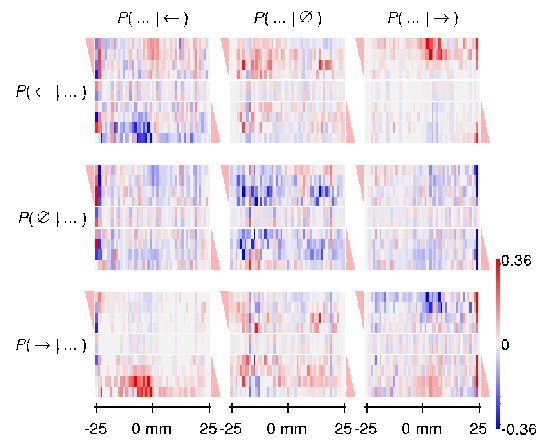 P( ... | ← ) P( ... | ∅ ) P( ... | → )
P( ← | ... )
P( ∅ | ... )
0.36
P( → | ... )
0
-0.36
-25 0 mm 25 -25 0 mm 25 -25 0 mm 25